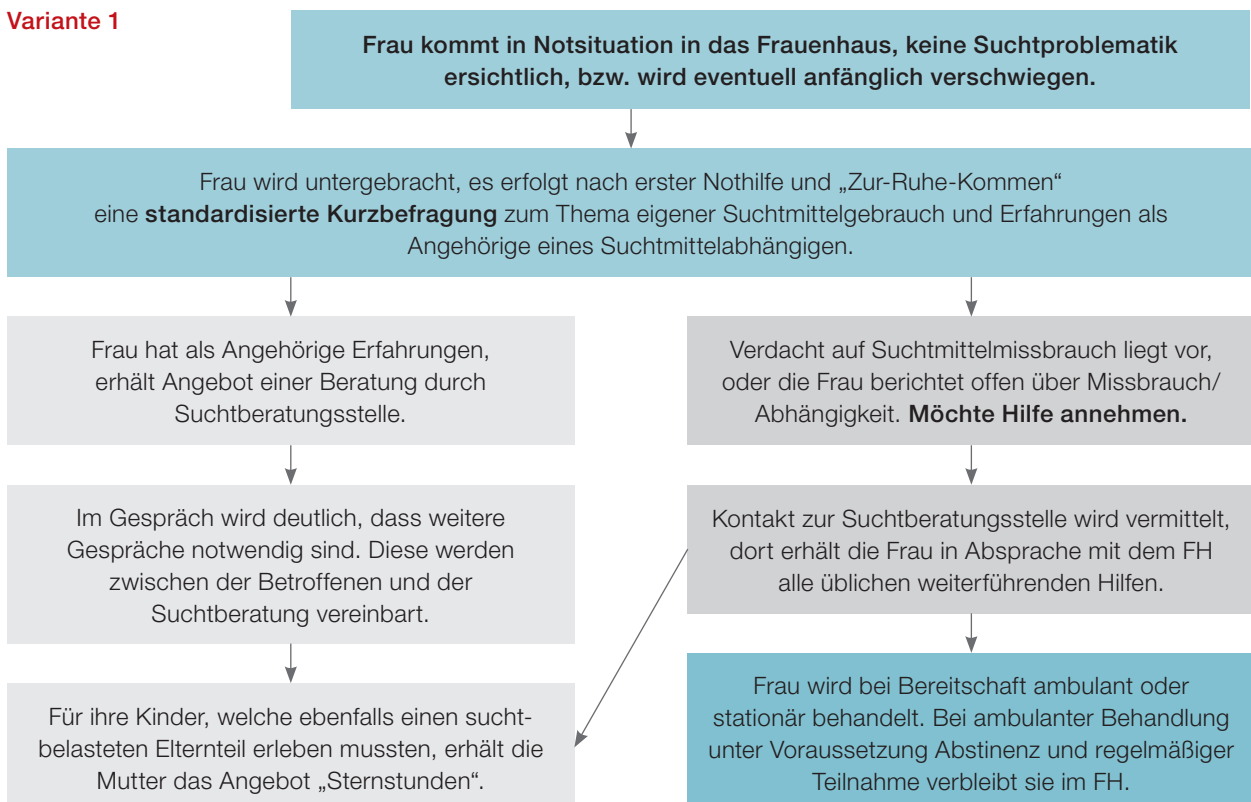 Variante 1
Frau kommt in Notsituation in das Frauenhaus, keine Suchtproblematik
ersichtlich, bzw. wird eventuell anfänglich verschwiegen.
Frau wird untergebracht, es erfolgt nach erster Nothilfe und „Zur-Ruhe-Kommen“
eine standardisierte Kurzbefragung zum Thema eigener Suchtmittelgebrauch und Erfahrungen als
Angehörige eines Suchtmittelabhängigen.
Frau hat als Angehörige Erfahrungen,
erhält Angebot einer Beratung durch
Suchtberatungsstelle.
Im Gespräch wird deutlich, dass weitere
Gespräche notwendig sind. Diese werden
zwischen der Betroffenen und der
Suchtberatung vereinbart.
Für ihre Kinder, welche ebenfalls einen sucht-
belasteten Elternteil erleben mussten, erhält die
Mutter das Angebot „Sternstunden“.
Verdacht auf Suchtmittelmissbrauch liegt vor,
oder die Frau berichtet offen über Missbrauch/
Abhängigkeit. Möchte Hilfe annehmen.
Kontakt zur Suchtberatungsstelle wird vermittelt,
dort erhält die Frau in Absprache mit dem FH
alle üblichen weiterführenden Hilfen.
Frau wird bei Bereitschaft ambulant oder
stationär behandelt. Bei ambulanter Behandlung
unter Voraussetzung Abstinenz und regelmäßiger
Teilnahme verbleibt sie im FH.